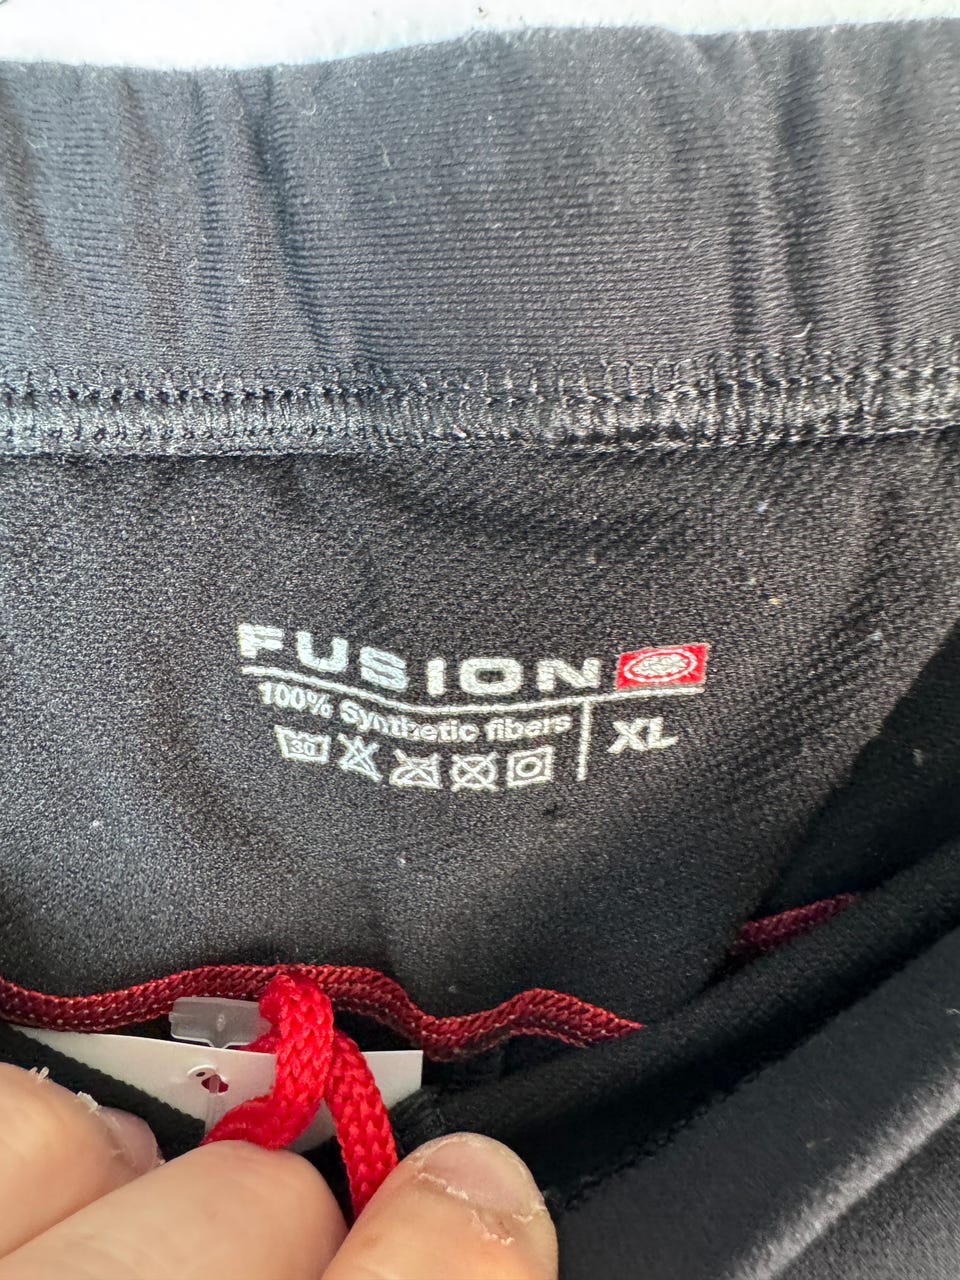 FUSION
100% Synthetic fibers
XL
30